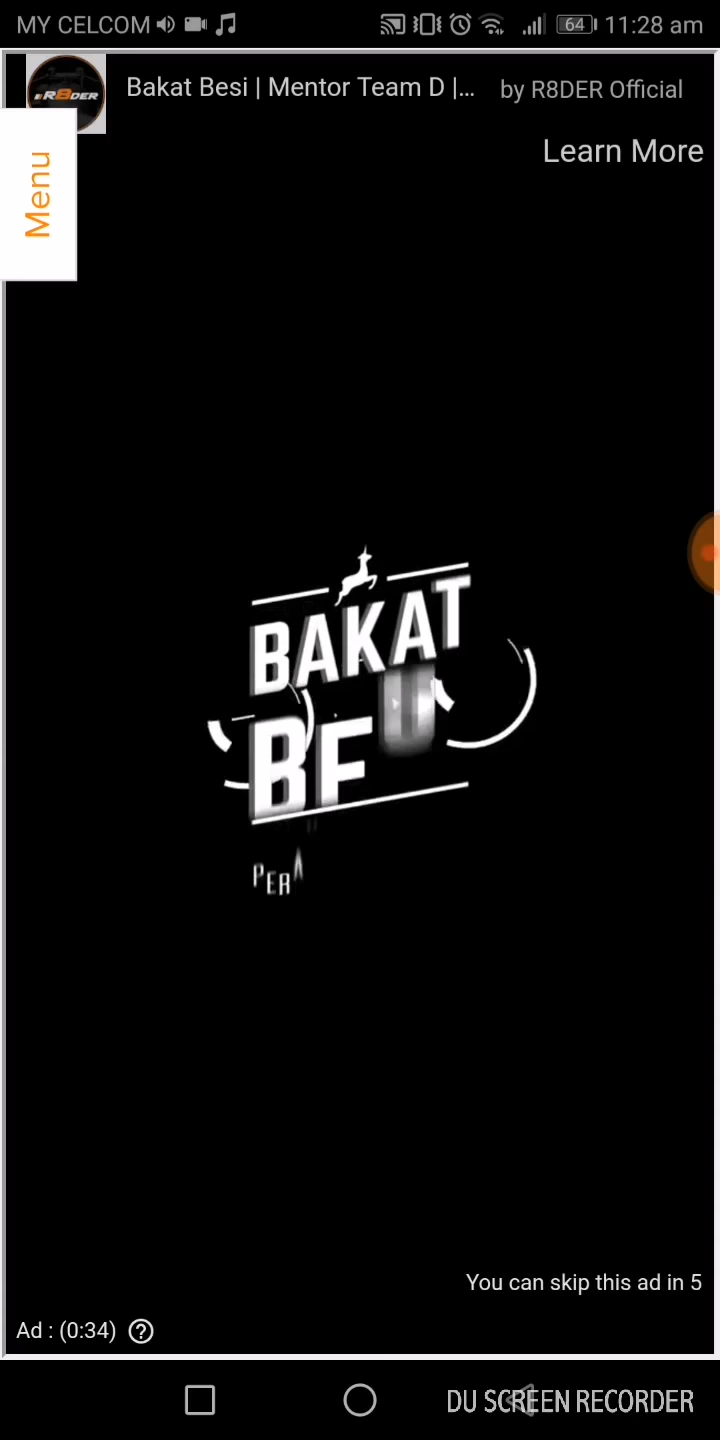 MY CELCOM 64 11:28 am
R8DER
Bakat Besi | Mentor Team D |... by R8DER Official
Learn More
Menu
BAKAT
You can skip this ad in 5
Ad : (0:34) ?
DU SCREEN RECORDER